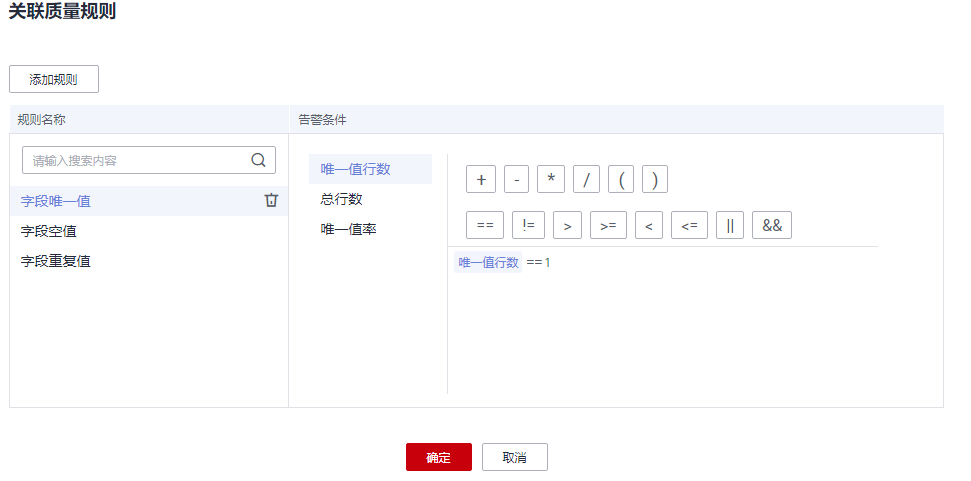 关联质量规则
添加规则
规则名称 告警条件
请输入搜索内容
字段唯一值
字段空值
字段重复值
唯一值行数
总行数
唯一值率
+ - * / ( )
== != > >= < <= || &&
唯一值行数 == 1
确定 取消